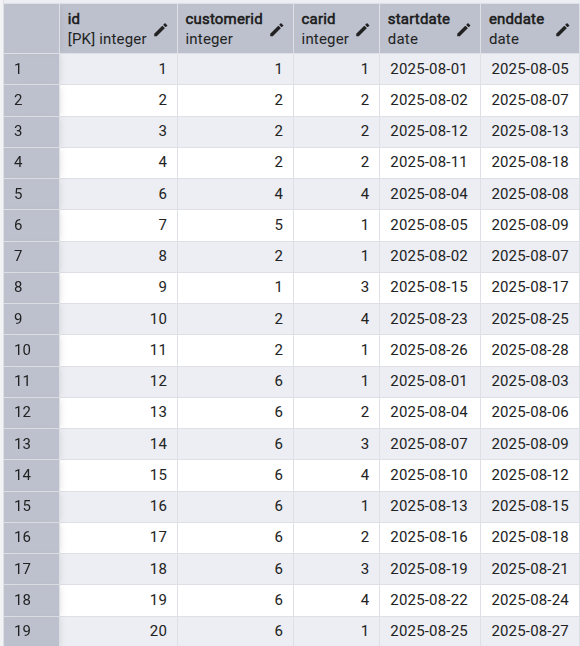 id customerid carid startdate enddate
[PK] integer integer integer date date
1 1 1 1 2025-08-01 2025-08-05
2 2 2 2 2025-08-02 2025-08-07
3 3 2 2 2025-08-12 2025-08-13
4 4 2 2 2025-08-11 2025-08-18
5 6 4 4 2025-08-04 2025-08-08
6 7 5 1 2025-08-05 2025-08-09
7 8 2 1 2025-08-02 2025-08-07
8 9 1 3 2025-08-15 2025-08-17
9 10 2 4 2025-08-23 2025-08-25
10 11 2 1 2025-08-26 2025-08-28
11 12 6 1 2025-08-01 2025-08-03
12 13 6 2 2025-08-04 2025-08-06
13 14 6 3 2025-08-07 2025-08-09
14 15 6 4 2025-08-10 2025-08-12
15 16 6 1 2025-08-13 2025-08-15
16 17 6 2 2025-08-16 2025-08-18
17 18 6 3 2025-08-19 2025-08-21
18 19 6 4 2025-08-22 2025-08-24
19 20 6 1 2025-08-25 2025-08-27